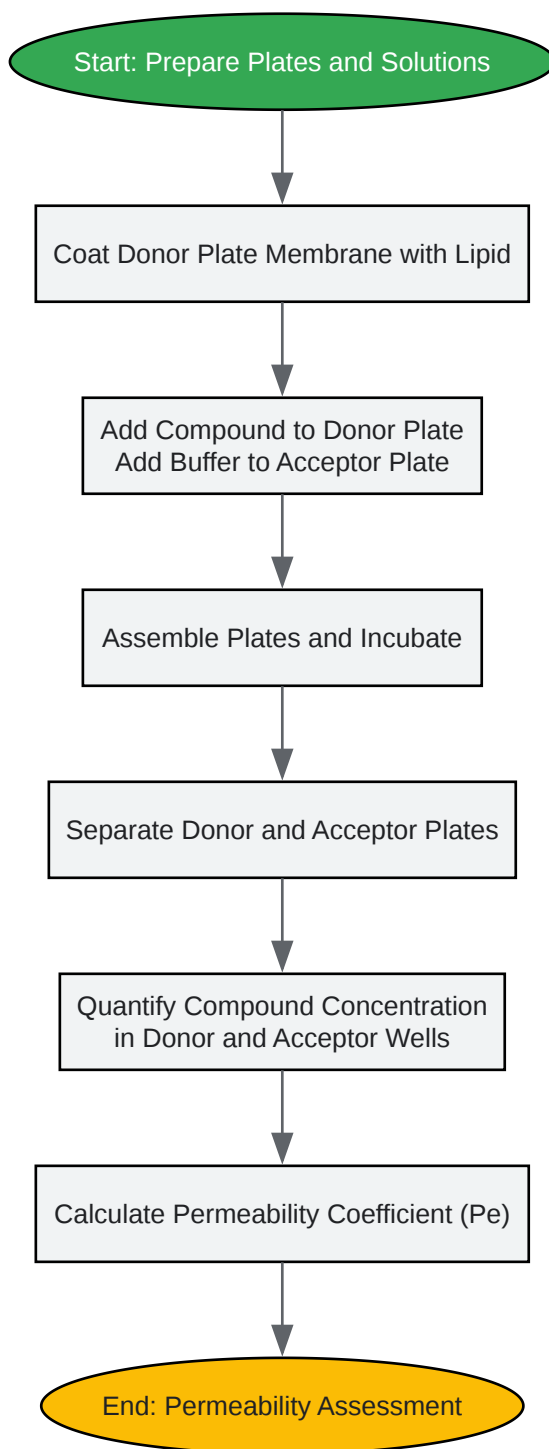 Start: Prepare Plates and Solutions
Coat Donor Plate Membrane with Lipid
Add Compound to Donor Plate
Add Buffer to Acceptor Plate
Assemble Plates and Incubate
Separate Donor and Acceptor Plates
Quantify Compound Concentration
in Donor and Acceptor Wells
Calculate Permeability Coefficient (Pe)
End: Permeability Assessment